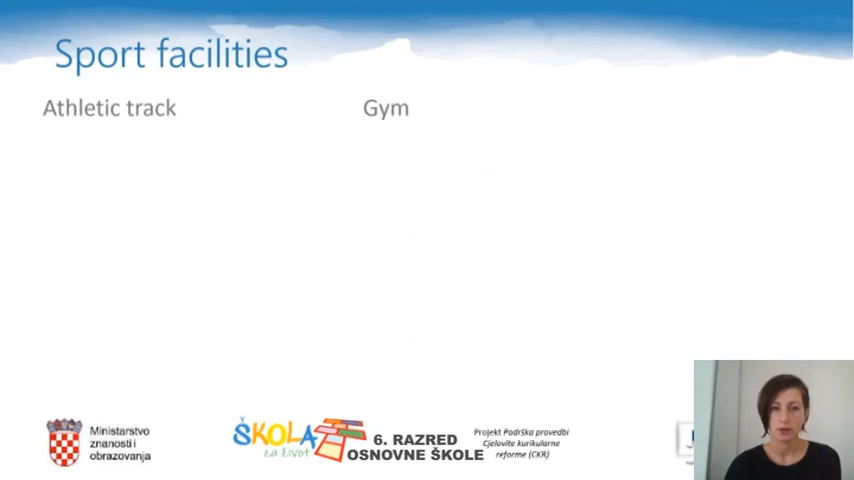 Sport facilities
Athletic track
Gym
Ministarstvo
znanosti i
obrazovanja
ŠKOLA
za život
6. RAZRED
OSNOVNE ŠKOLE
Projekt Podrška provedbi
Cjelovite kurikularne
reforme (CKR)